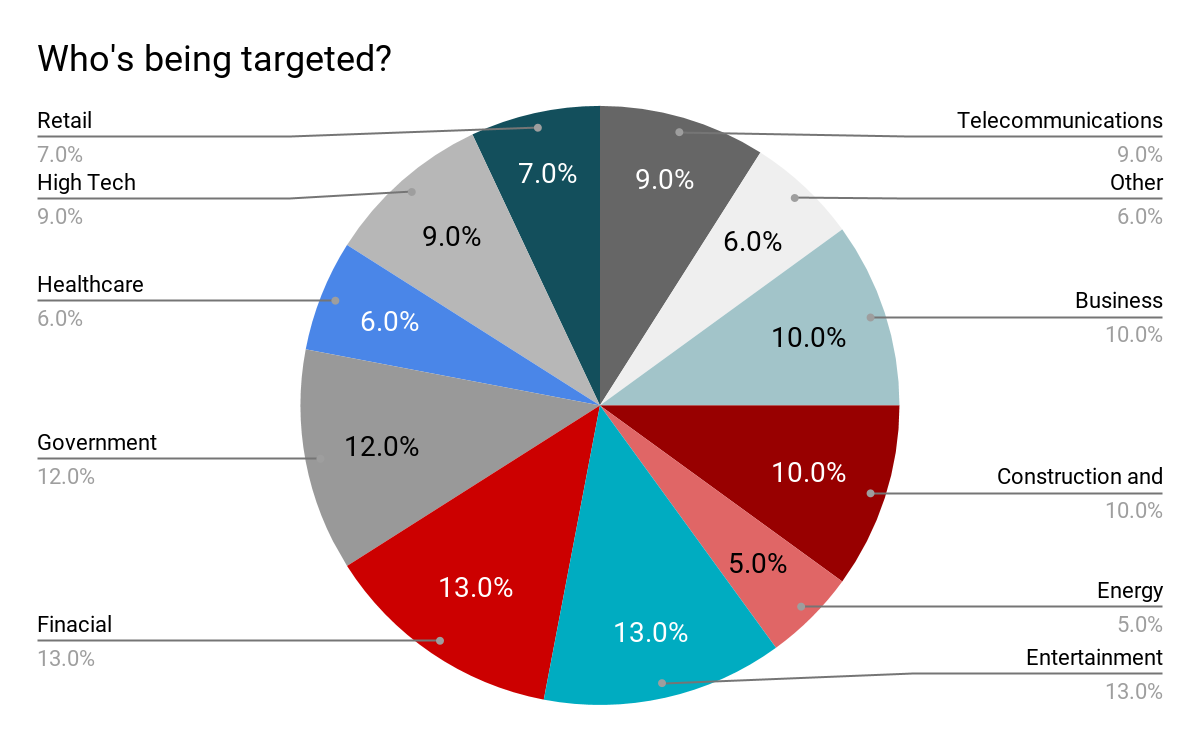 Who's being targeted?
Retail
7.0%
High Tech
9.0%
Healthcare
6.0%
Government
12.0%
Finacial
13.0%
Telecommunications
9.0%
Other
6.0%
Business
10.0%
Construction and
10.0%
Energy
5.0%
Entertainment
13.0%
7.0%
9.0%
9.0%
6.0%
6.0%
10.0%
12.0%
10.0%
5.0%
13.0%
13.0%